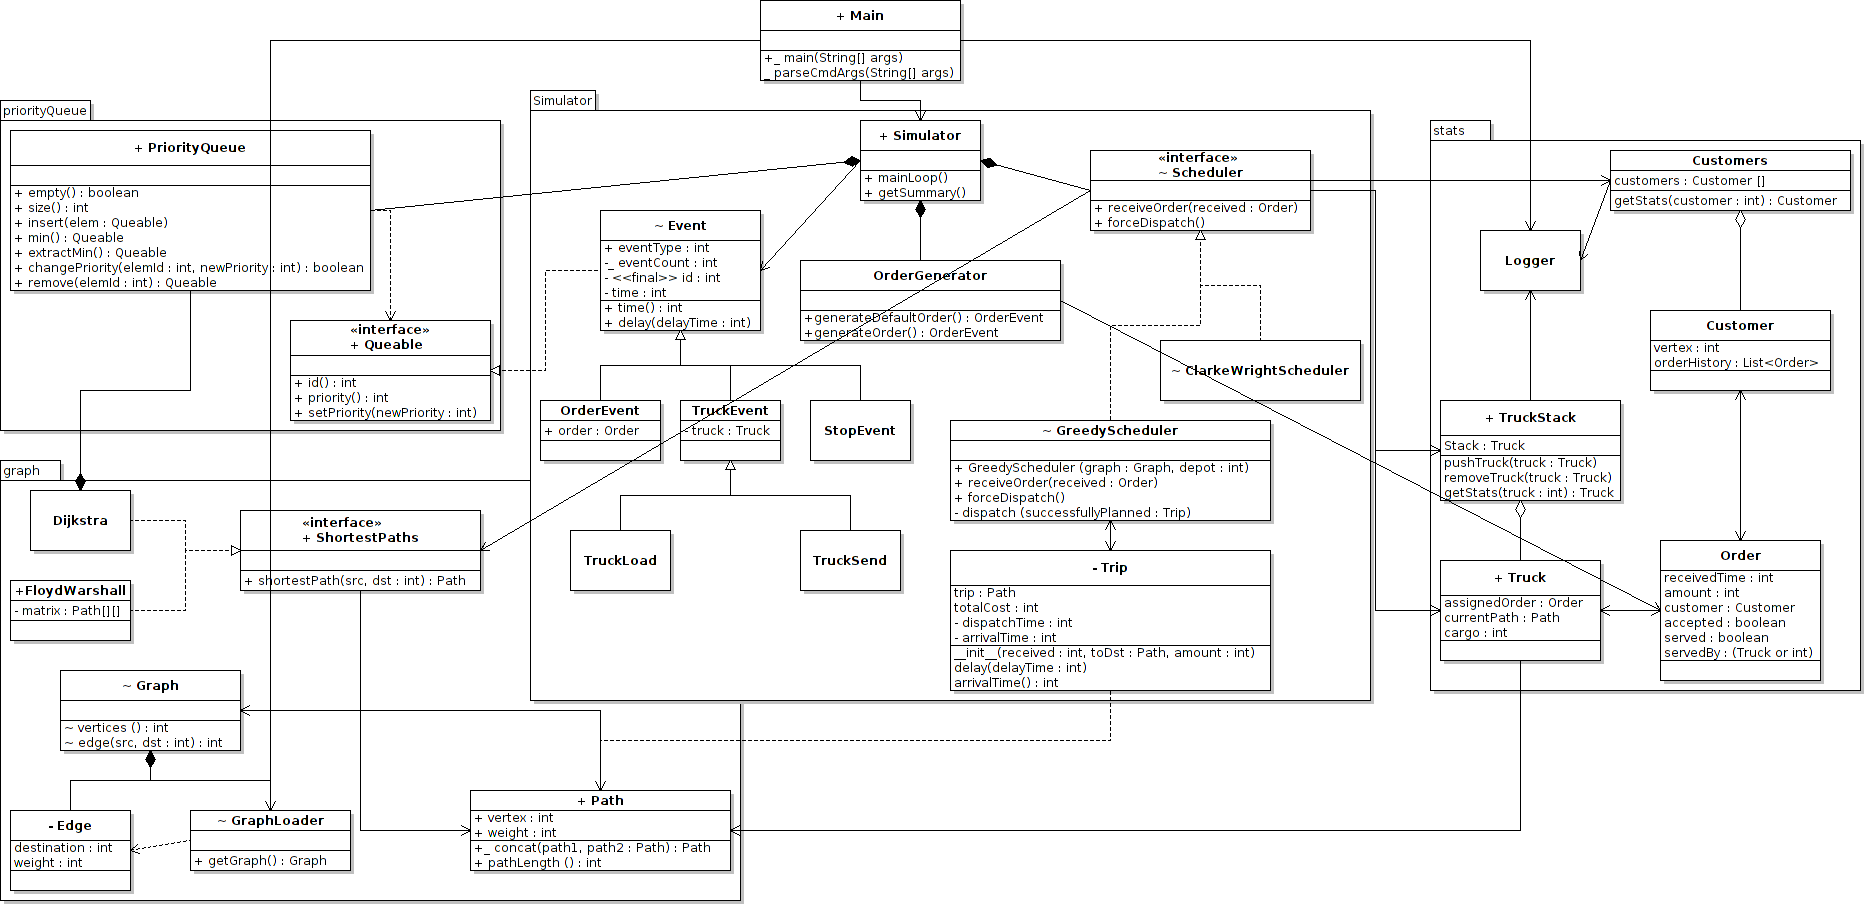 + Main
+_ main(String[] args)
_ parseCmdArgs(String[] args)
priorityQueue
+ PriorityQueue
+ empty() : boolean
+ size() : int
+ insert(elem : Queable)
+ min() : Queable
+ extractMin() : Queable
+ changePriority(elemId : int, newPriority : int) : boolean
+ remove(elemId : int) : Queable
«interface»
+ Queable
+ id() : int
+ priority() : int
+ setPriority(newPriority : int)
Simulator
+ Simulator
+ mainLoop()
+ getSummary()
«interface»
~ Scheduler
+ receiveOrder(received : Order)
+ forceDispatch()
~ Event
+ eventType : int
-_ eventCount : int
- <<final>> id : int
- time : int
+ time() : int
+ delay(delayTime : int)
OrderGenerator
+generateDefaultOrder() : OrderEvent
+generateOrder() : OrderEvent
~ ClarkeWrightScheduler
OrderEvent
+ order : Order
TruckEvent
- truck : Truck
StopEvent
~ GreedyScheduler
+ GreedyScheduler (graph : Graph, depot : int)
+ receiveOrder(received : Order)
+ forceDispatch()
- dispatch (successfullyPlanned : Trip)
TruckLoad
TruckSend
- Trip
trip : Path
totalCost : int
- dispatchTime : int
- arrivalTime : int
__init__(received : int, toDst : Path, amount : int)
delay(delayTime : int)
arrivalTime() : int
stats
Customers
customers : Customer []
getStats(customer : int) : Customer
Logger
Customer
vertex : int
orderHistory : List<Order>
+ TruckStack
Stack : Truck
pushTruck(truck : Truck)
removeTruck(truck : Truck)
getStats(truck : int) : Truck
+ Truck
assignedOrder : Order
currentPath : Path
cargo : int
Order
receivedTime : int
amount : int
customer : Customer
accepted : boolean
served : boolean
servedBy : (Truck or int)
graph
Dijkstra
«interface»
+ ShortestPaths
+ shortestPath(src, dst : int) : Path
+FloydWarshall
- matrix : Path[][]
~ Graph
~ vertices () : int
~ edge(src, dst : int) : int
- Edge
destination : int
weight : int
~ GraphLoader
+ getGraph() : Graph
+ Path
+ vertex : int
+ weight : int
+_ concat(path1, path2 : Path) : Path
+ pathLength () : int